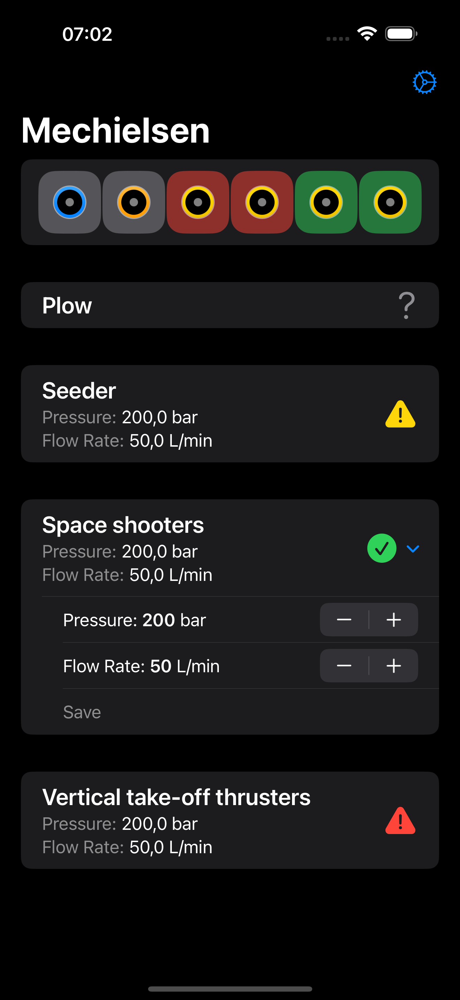 07:02
Mechielsen
Plow
Seeder
Pressure: 200,0 bar
Flow Rate: 50,0 L/min
Space shooters
Pressure: 200,0 bar
Flow Rate: 50,0 L/min
Pressure: 200 bar
Flow Rate: 50 L/min
Save
Vertical take-off thrusters
Pressure: 200,0 bar
Flow Rate: 50,0 L/min